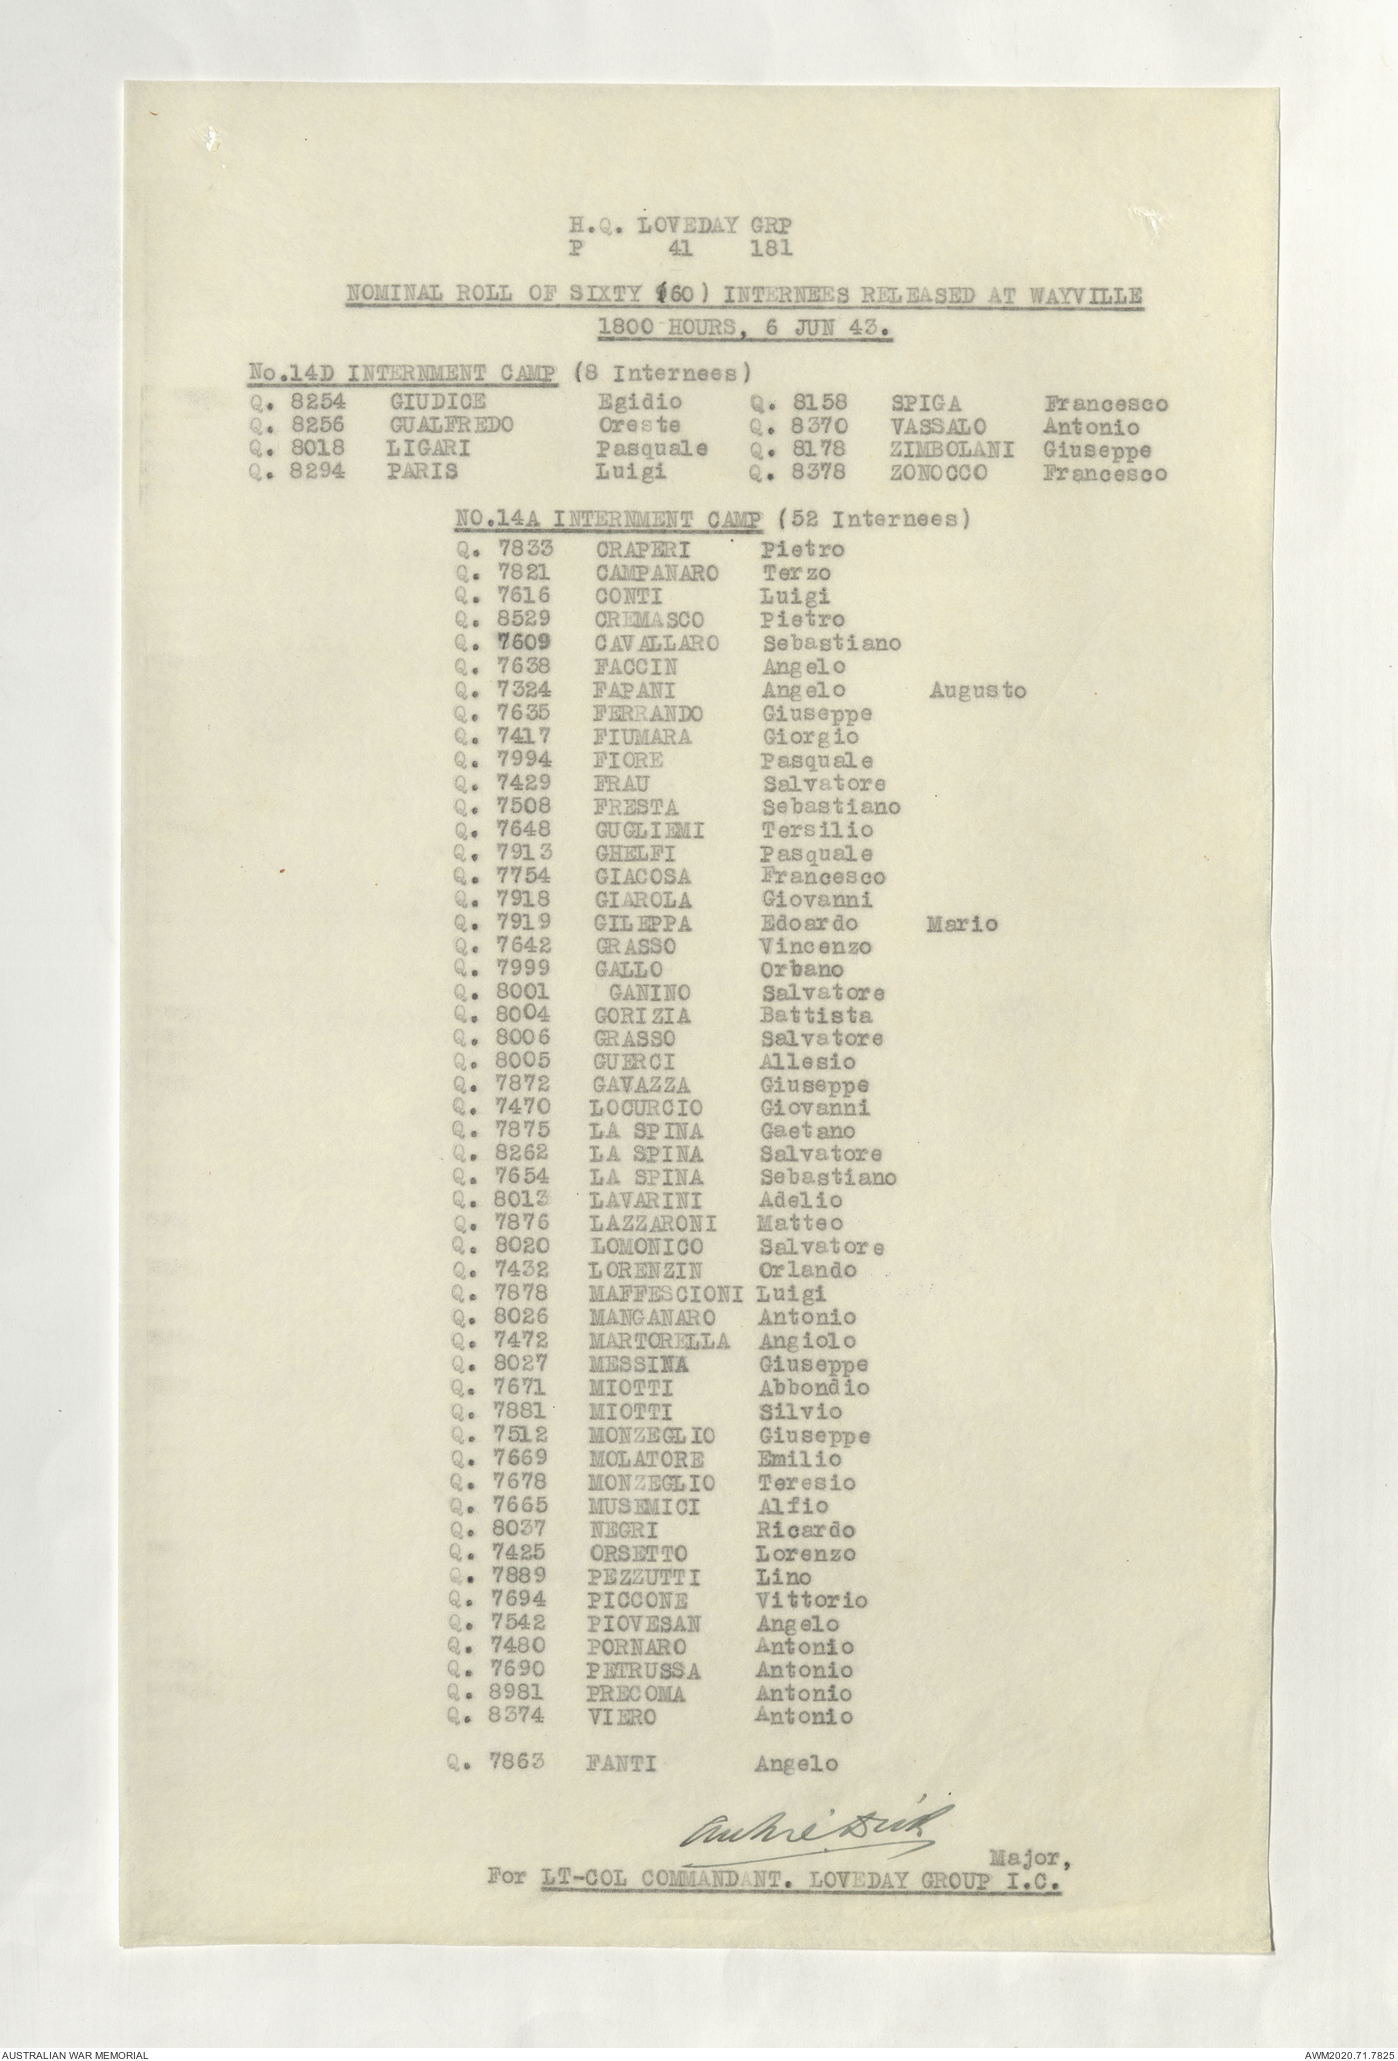 H.Q. LOVEDAY GRP
P 41 181
NOMINAL ROLL OF SIXTY (60) INTERNEES RELEASED AT WAYVILLE
1800 HOURS, 6 JUN 43.
No.14D INTERNMENT CAMP (8 Internees)
Q. 8254 GIUDICE Egidio Q. 8158 SPIGA Francesco
Q. 8256 GUALFREDO Oreste Q. 8370 VASSALO Antonio
Q. 8018 LIGARI Pasquale Q. 8178 ZIMBOLANI Giuseppe
Q. 8294 PARIS Luigi Q. 8378 ZONOCCO Francesco
NO.14A INTERNMENT CAMP (52 Internees)
Q. 7833 CRAPERI Pietro
Q. 7821 CAMPANARO Terzo
Q. 7616 CONTI Luigi
Q. 8529 CREMASCO Pietro
Q. 7609 CAVALLARO Sebastiano
Q. 7638 FACCIN Angelo
Q. 7324 FAPANI Angelo Augusto
Q. 7635 FERRANDO Giuseppe
Q. 7417 FIUMARA Giorgio
Q. 7994 FIORE Pasquale
Q. 7429 FRAU Salvatore
Q. 7508 FRESTA Sebastiano
Q. 7648 GUGLIEMI Tersilio
Q. 7913 GHELFI Pasquale
Q. 7754 GIACOSA Francesco
Q. 7918 GIAROLA Giovanni
Q. 7919 GILEPPA Edoardo Mario
Q. 7642 GRASSO Vincenzo
Q. 7999 GALLO Orbano
Q. 8001 GANINO Salvatore
Q. 8004 GORIZIA Battista
Q. 8006 GRASSO Salvatore
Q. 8005 GUERCI Allesio
Q. 7872 GAVAZZA Giuseppe
Q. 7470 LOCURCIO Giovanni
Q. 7875 LA SPINA Gaetano
Q. 8262 LA SPINA Salvatore
Q. 7654 LA SPINA Sebastiano
Q. 8013 LAVARINI Adelio
Q. 7876 LAZZARONI Matteo
Q. 8020 LOMONICO Salvatore
Q. 7432 LORENZIN Orlando
Q. 7878 MAFFESCIONI Luigi
Q. 8026 MANGANARO Antonio
Q. 7472 MARTORELLA Angiolo
Q. 8027 MESSINA Giuseppe
Q. 7671 MIOTTI Abbondio
Q. 7881 MIOTTI Silvio
Q. 7512 MONZEGLIO Giuseppe
Q. 7669 MOLATORE Emilio
Q. 7678 MONZEGLIO Teresio
Q. 7665 MUSEMICI Alfio
Q. 8037 NEGRI Ricardo
Q. 7425 ORSETTO Lorenzo
Q. 7889 PEZZUTTI Lino
Q. 7694 PICCONE Vittorio
Q. 7542 PIOVESAN Angelo
Q. 7480 PORNARO Antonio
Q. 7690 PETRUSSA Antonio
Q. 8981 PRECOMA Antonio
Q. 8374 VIERO Antonio
Q. 7863 FANTI Angelo
Major,
For LT-COL COMMANDANT. LOVEDAY GROUP I.C.
AUSTRALIAN WAR MEMORIAL
AWM2020.71.7825